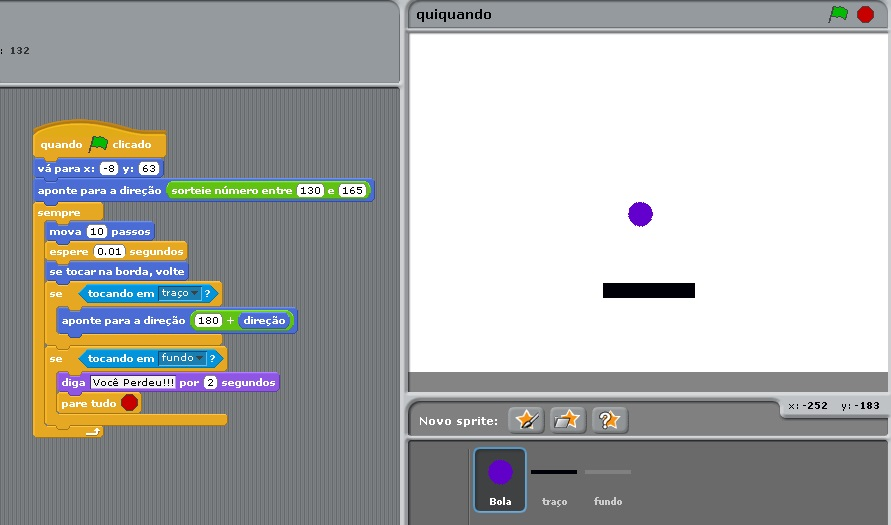 quiquando
: 132
quando clicado
vá para x: -8 y: 63
aponte para a direção sorteie número entre 130 e 165
sempre
mova 10 passos
espere 0.01 segundos
se tocar na borda, volte
se tocando em traço ?
aponte para a direção 180 + direção
se tocando em fundo ?
diga Você Perdeu!!! por 2 segundos
pare tudo
x: -252 y: -183
Novo sprite:
Bola traço fundo